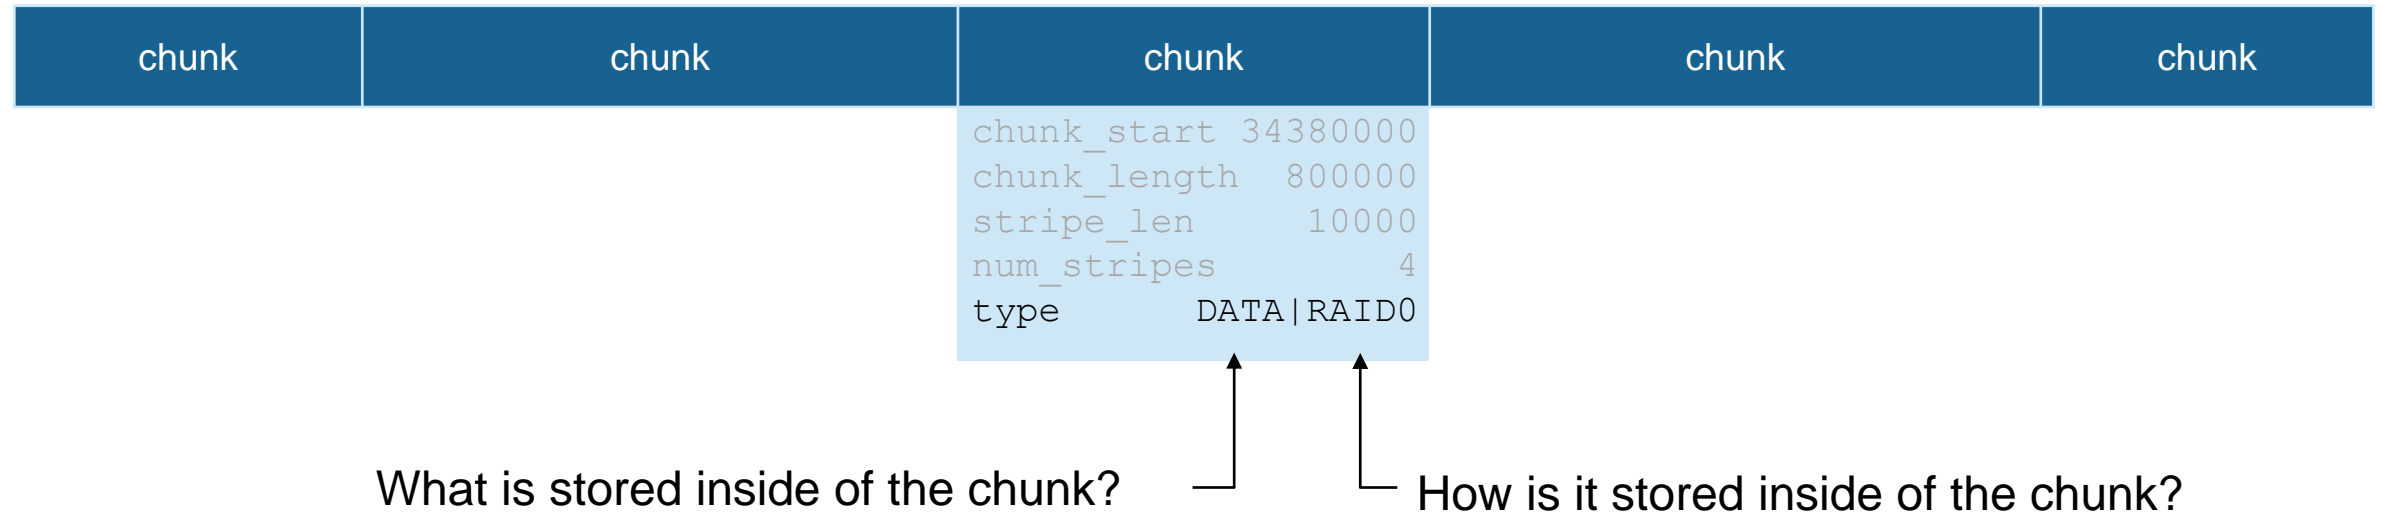 chunk chunk chunk chunk chunk
chunk_start 34380000
chunk_length 800000
stripe_len 10000
num_stripes 4
type DATA|RAID0
What is stored inside of the chunk?
How is it stored inside of the chunk?